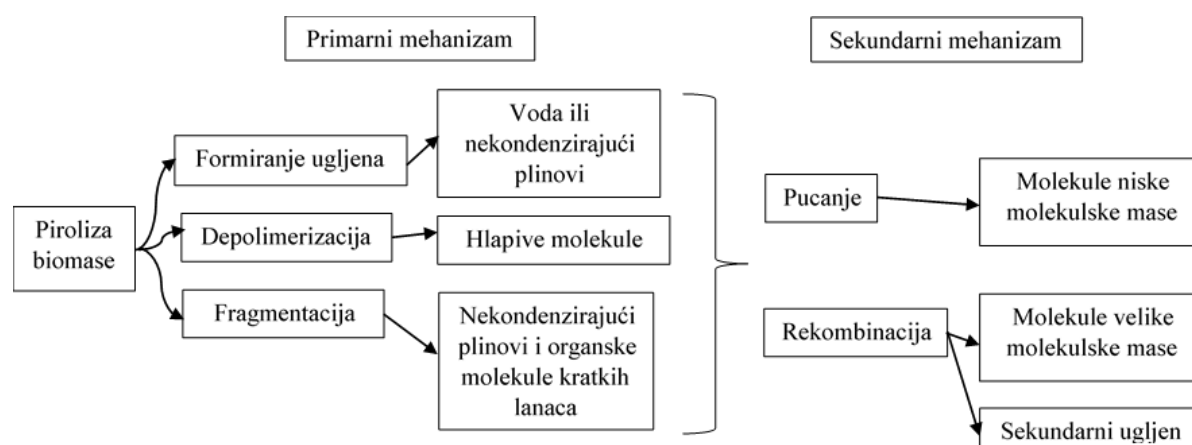 Primarni mehanizam
Sekundarni mehanizam
Piroliza
biomase
Formiranje ugljena
Voda ili
nekondenzirajući
plinovi
Depolimerizacija
Hlapive molekule
Fragmentacija
Nekondenzirajući
plinovi i organske
molekule kratkih
lanaca
Pucanje
Molekule niske
molekulske mase
Rekombinacija
Molekule velike
molekulske mase
Sekundarni ugljen